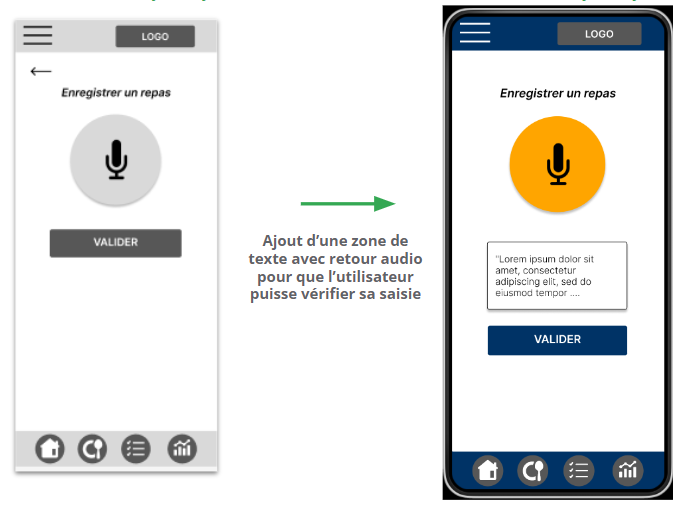 LOGO
Enregistrer un repas
VALIDER
Ajout d’une zone de
texte avec retour audio
pour que l’utilisateur
puisse vérifier sa saisie
LOGO
Enregistrer un repas
"Lorem ipsum dolor sit
amet, consectetur
adipiscing elit, sed do
eiusmod tempor ....
VALIDER